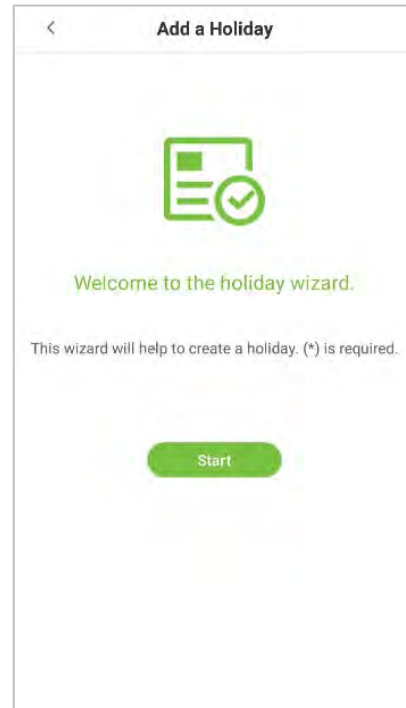 Add a Holiday
Welcome to the holiday wizard.
This wizard will help to create a holiday. (*) is required.
Start